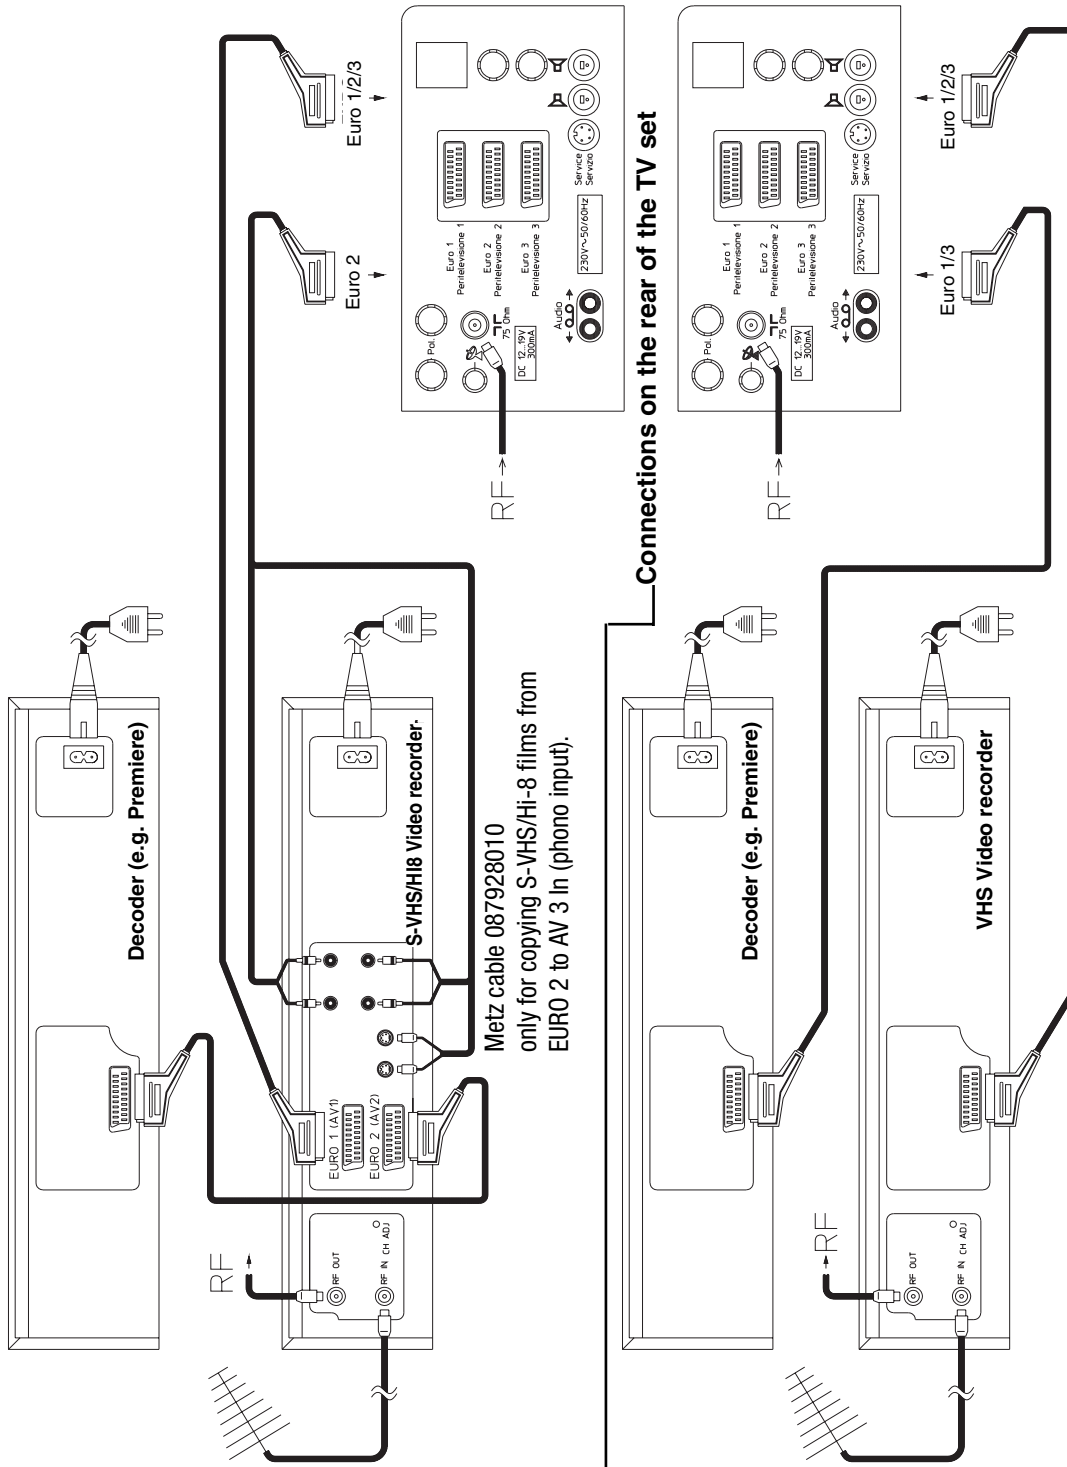 Decoder (e.g. Premiere)
RF
RF OUT
RF IN
CH ADJ
EURO 1 (AV1)
EURO 2 (AV2)
S-VHS/HI8 Video recorder.
Metz cable 087928010
only for copying S-VHS/Hi-8 films from
EURO 2 to AV 3 In (phono input).
Euro 1/2/3
Euro 2
RF
Pol.
75 Ohm
DC 12...19V
300mA
Euro 1
Peritelevisione 1
Euro 2
Peritelevisione 2
Euro 3
Peritelevisione 3
Audio
230V~50/60Hz
Service
Servizio
Connections on the rear of the TV set
Decoder (e.g. Premiere)
RF
RF OUT
RF IN
CH ADJ
VHS Video recorder
RF
Pol.
75 Ohm
DC 12...19V
300mA
Euro 1
Peritelevisione 1
Euro 2
Peritelevisione 2
Euro 3
Peritelevisione 3
Audio
230V~50/60Hz
Service
Servizio
Euro 1/3
Euro 1/2/3